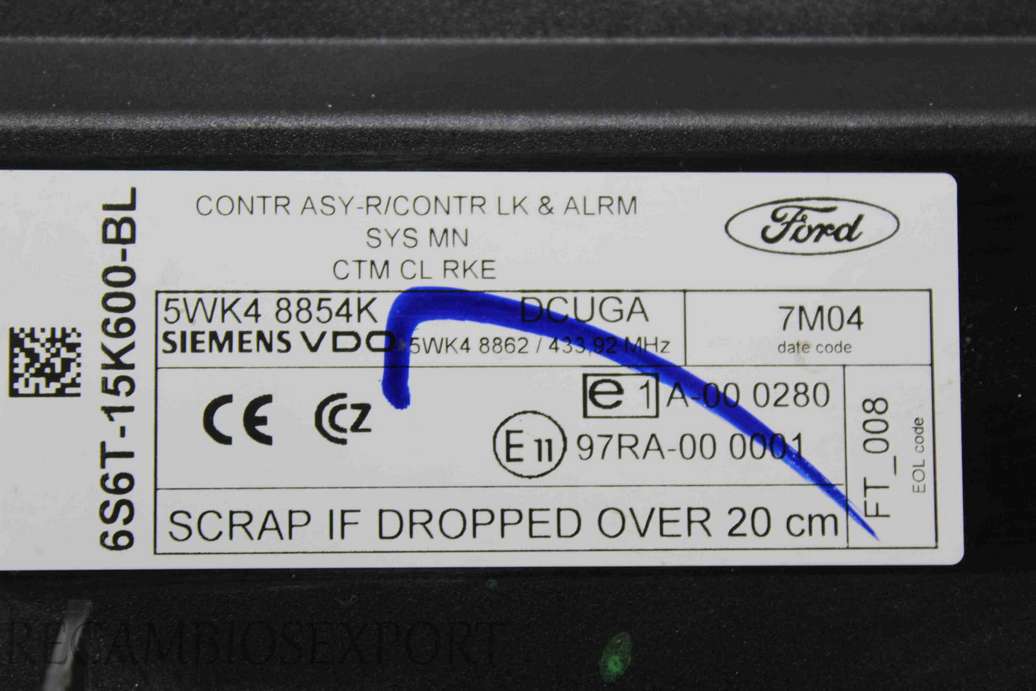 CONTR ASY-R/CONTR LK & ALRM
SYS MN
CTM CL RKE
Ford
6S6T-15K600-BL
5WK4 8854K DCUGA
SIEMENS VDO 5WK4 8862 / 433,92 MHz
7M04
date code
CE CCZ
e 1 A-00 0280
E 11 97RA-00 0001
FT_008
EOL code
SCRAP IF DROPPED OVER 20 cm
RECAMBIOSEXPORT